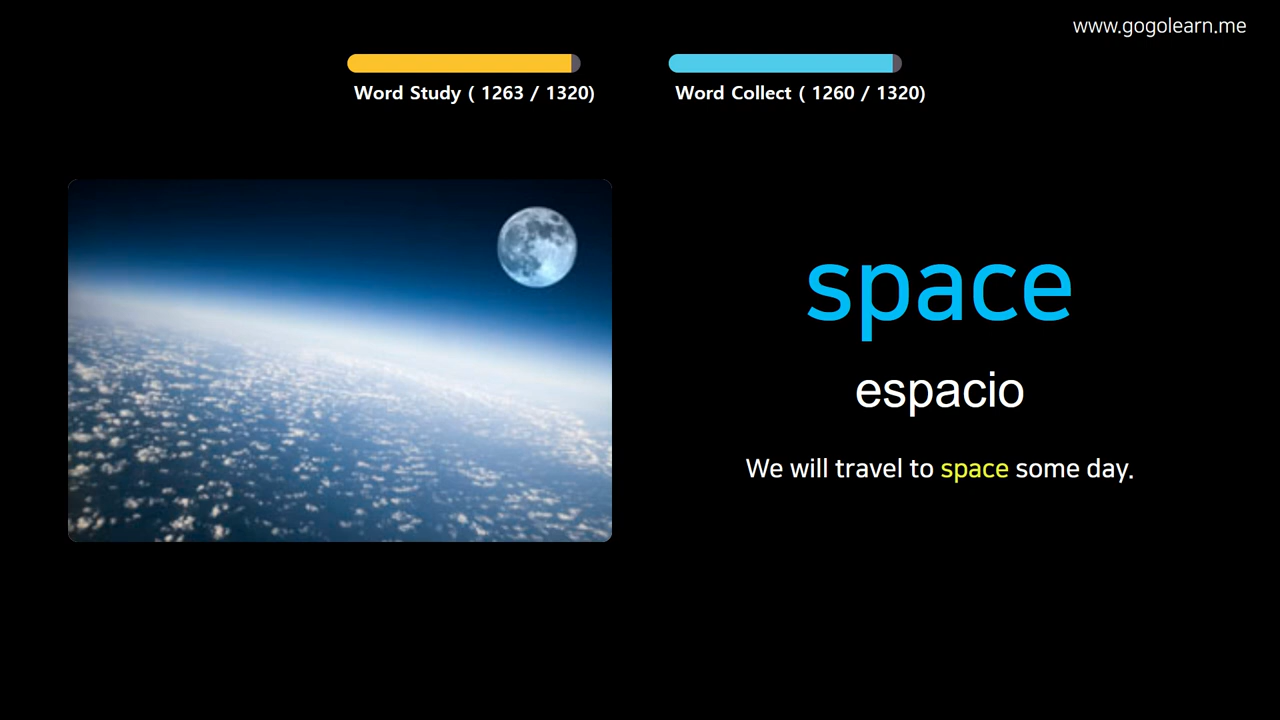 www.gogolearn.me
Word Study ( 1263 / 1320)
Word Collect ( 1260 / 1320)
space
espacio
We will travel to space some day.